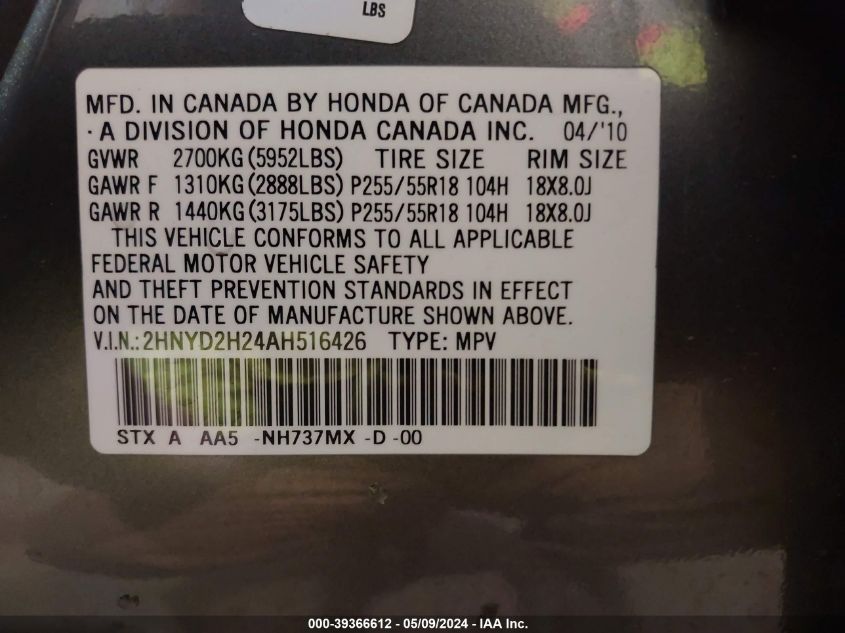 LBS
MFD. IN CANADA BY HONDA OF CANADA MFG.,
A DIVISION OF HONDA CANADA INC. 04/'10
GVWR 2700KG(5952LBS) TIRE SIZE RIM SIZE
GAWR F 1310KG(2888LBS) P255/55R18 104H 18X8.0J
GAWR R 1440KG(3175LBS) P255/55R18 104H 18X8.0J
THIS VEHICLE CONFORMS TO ALL APPLICABLE
FEDERAL MOTOR VEHICLE SAFETY
AND THEFT PREVENTION STANDARDS IN EFFECT
ON THE DATE OF MANUFACTURE SHOWN ABOVE.
V.I.N.: 2HNYD2H24AH516426 TYPE: MPV
STX A AA5 -NH737MX -D -00
000-39366612 - 05/09/2024 - IAA Inc.